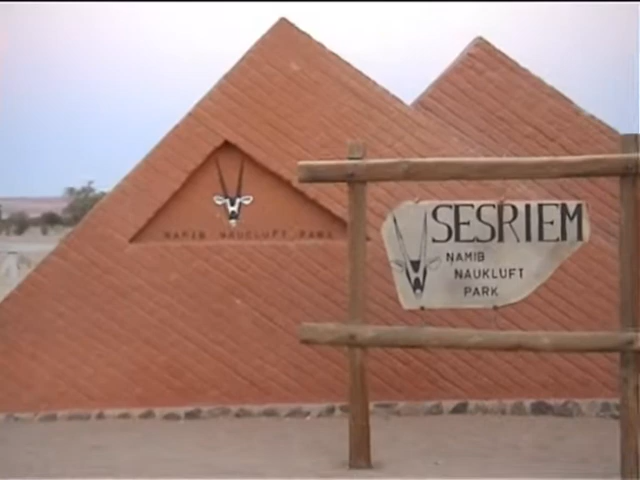 NAMIB NAUKLUFT PARK
SESRIEM
NAMIB
NAUKLUFT
PARK